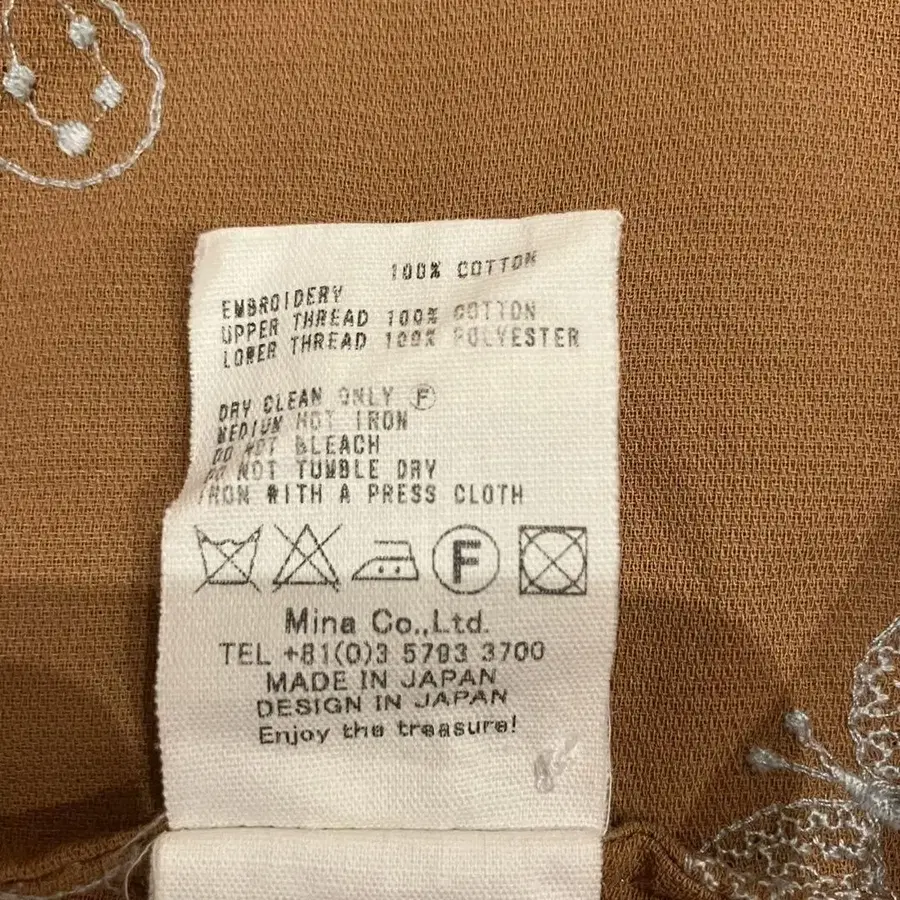 100% COTTON
EMBROIDERY
UPPER THREAD 100% COTTON
LOWER THREAD 100% POLYESTER
DRY CLEAN ONLY Ⓕ
MEDIUM HOT IRON
DO NOT BLEACH
DO NOT TUMBLE DRY
IRON WITH A PRESS CLOTH
F
Mina Co.,Ltd.
TEL +81(0)3 5793 3700
MADE IN JAPAN
DESIGN IN JAPAN
Enjoy the treasure!